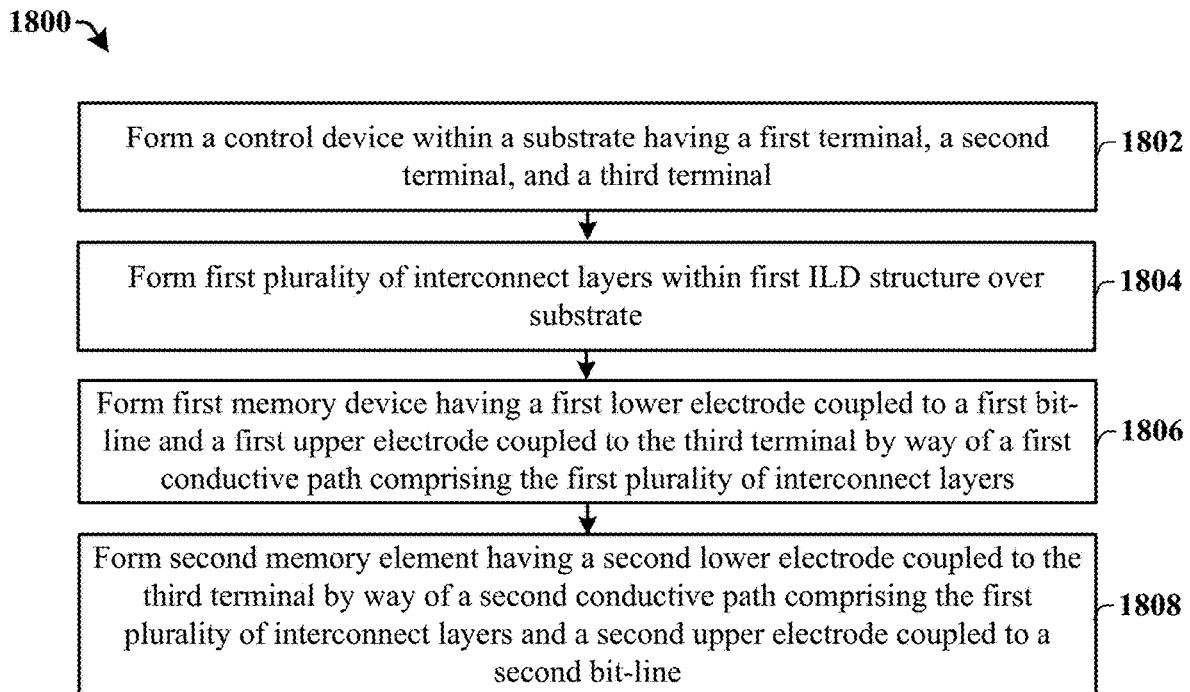 1800
Form a control device within a substrate having a first terminal, a second
terminal, and a third terminal
1802
Form first plurality of interconnect layers within first ILD structure over
substrate
1804
Form first memory device having a first lower electrode coupled to a first bit-
line and a first upper electrode coupled to the third terminal by way of a first
conductive path comprising the first plurality of interconnect layers
1806
Form second memory element having a second lower electrode coupled to the
third terminal by way of a second conductive path comprising the first
plurality of interconnect layers and a second upper electrode coupled to a
second bit-line
1808